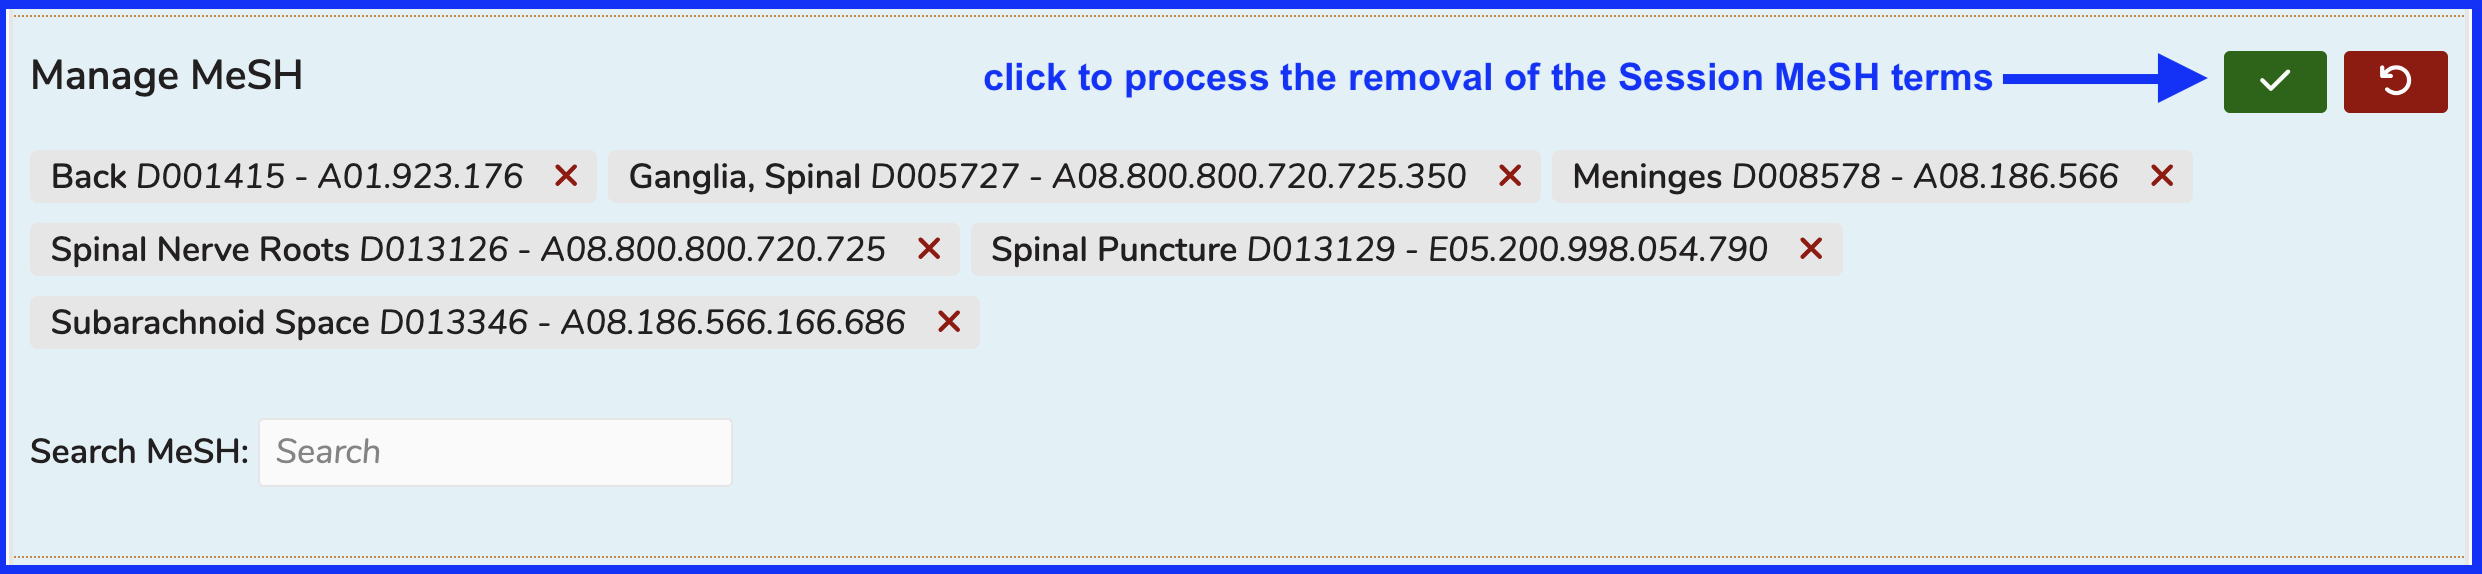 Manage MeSH click to process the removal of the Session MeSH terms
Back D001415 - A01.923.176 Ganglia, Spinal D005727 - A08.800.800.720.725.350 Meninges D008578 - A08.186.566
Spinal Nerve Roots D013126 - A08.800.800.720.725 Spinal Puncture D013129 - E05.200.998.054.790
Subarachnoid Space D013346 - A08.186.566.166.686
Search MeSH: Search